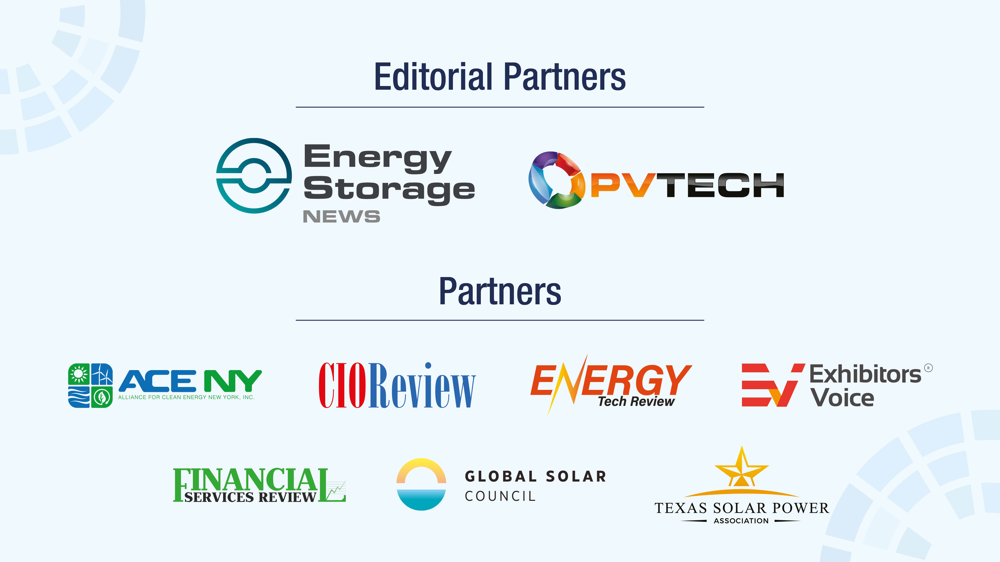 Editorial Partners
Energy
Storage
NEWS
PVTECH
Partners
ACE NY
ALLIANCE FOR CLEAN ENERGY NEW YORK, INC.
CIOReview
ENERGY
Tech Review
Exhibitors ®
Voice
FINANCIAL
SERVICES REVIEW
GLOBAL SOLAR
COUNCIL
TEXAS SOLAR POWER
ASSOCIATION